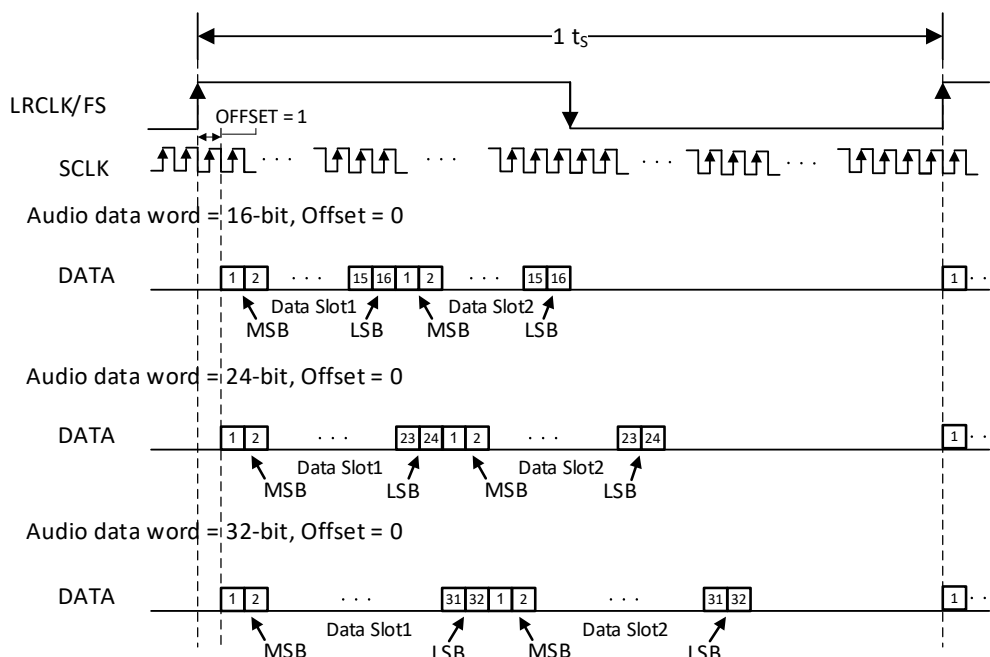 1 tS
LRCLK/FS
OFFSET = 1
SCLK . . . . . . . . . . . .
Audio data word = 16-bit, Offset = 0
DATA 1 2 . . . 15 16 1 2 . . . 15 16 1 . .
Data Slot1 Data Slot2
MSB LSB MSB LSB
Audio data word = 24-bit, Offset = 0
DATA 1 2 . . . 23 24 1 2 . . . 23 24 1 . .
Data Slot1 Data Slot2
MSB LSB MSB LSB
Audio data word = 32-bit, Offset = 0
DATA 1 2 . . . 31 32 1 2 . . . 31 32 1 . .
Data Slot1 Data Slot2
MSB LSB MSB LSB